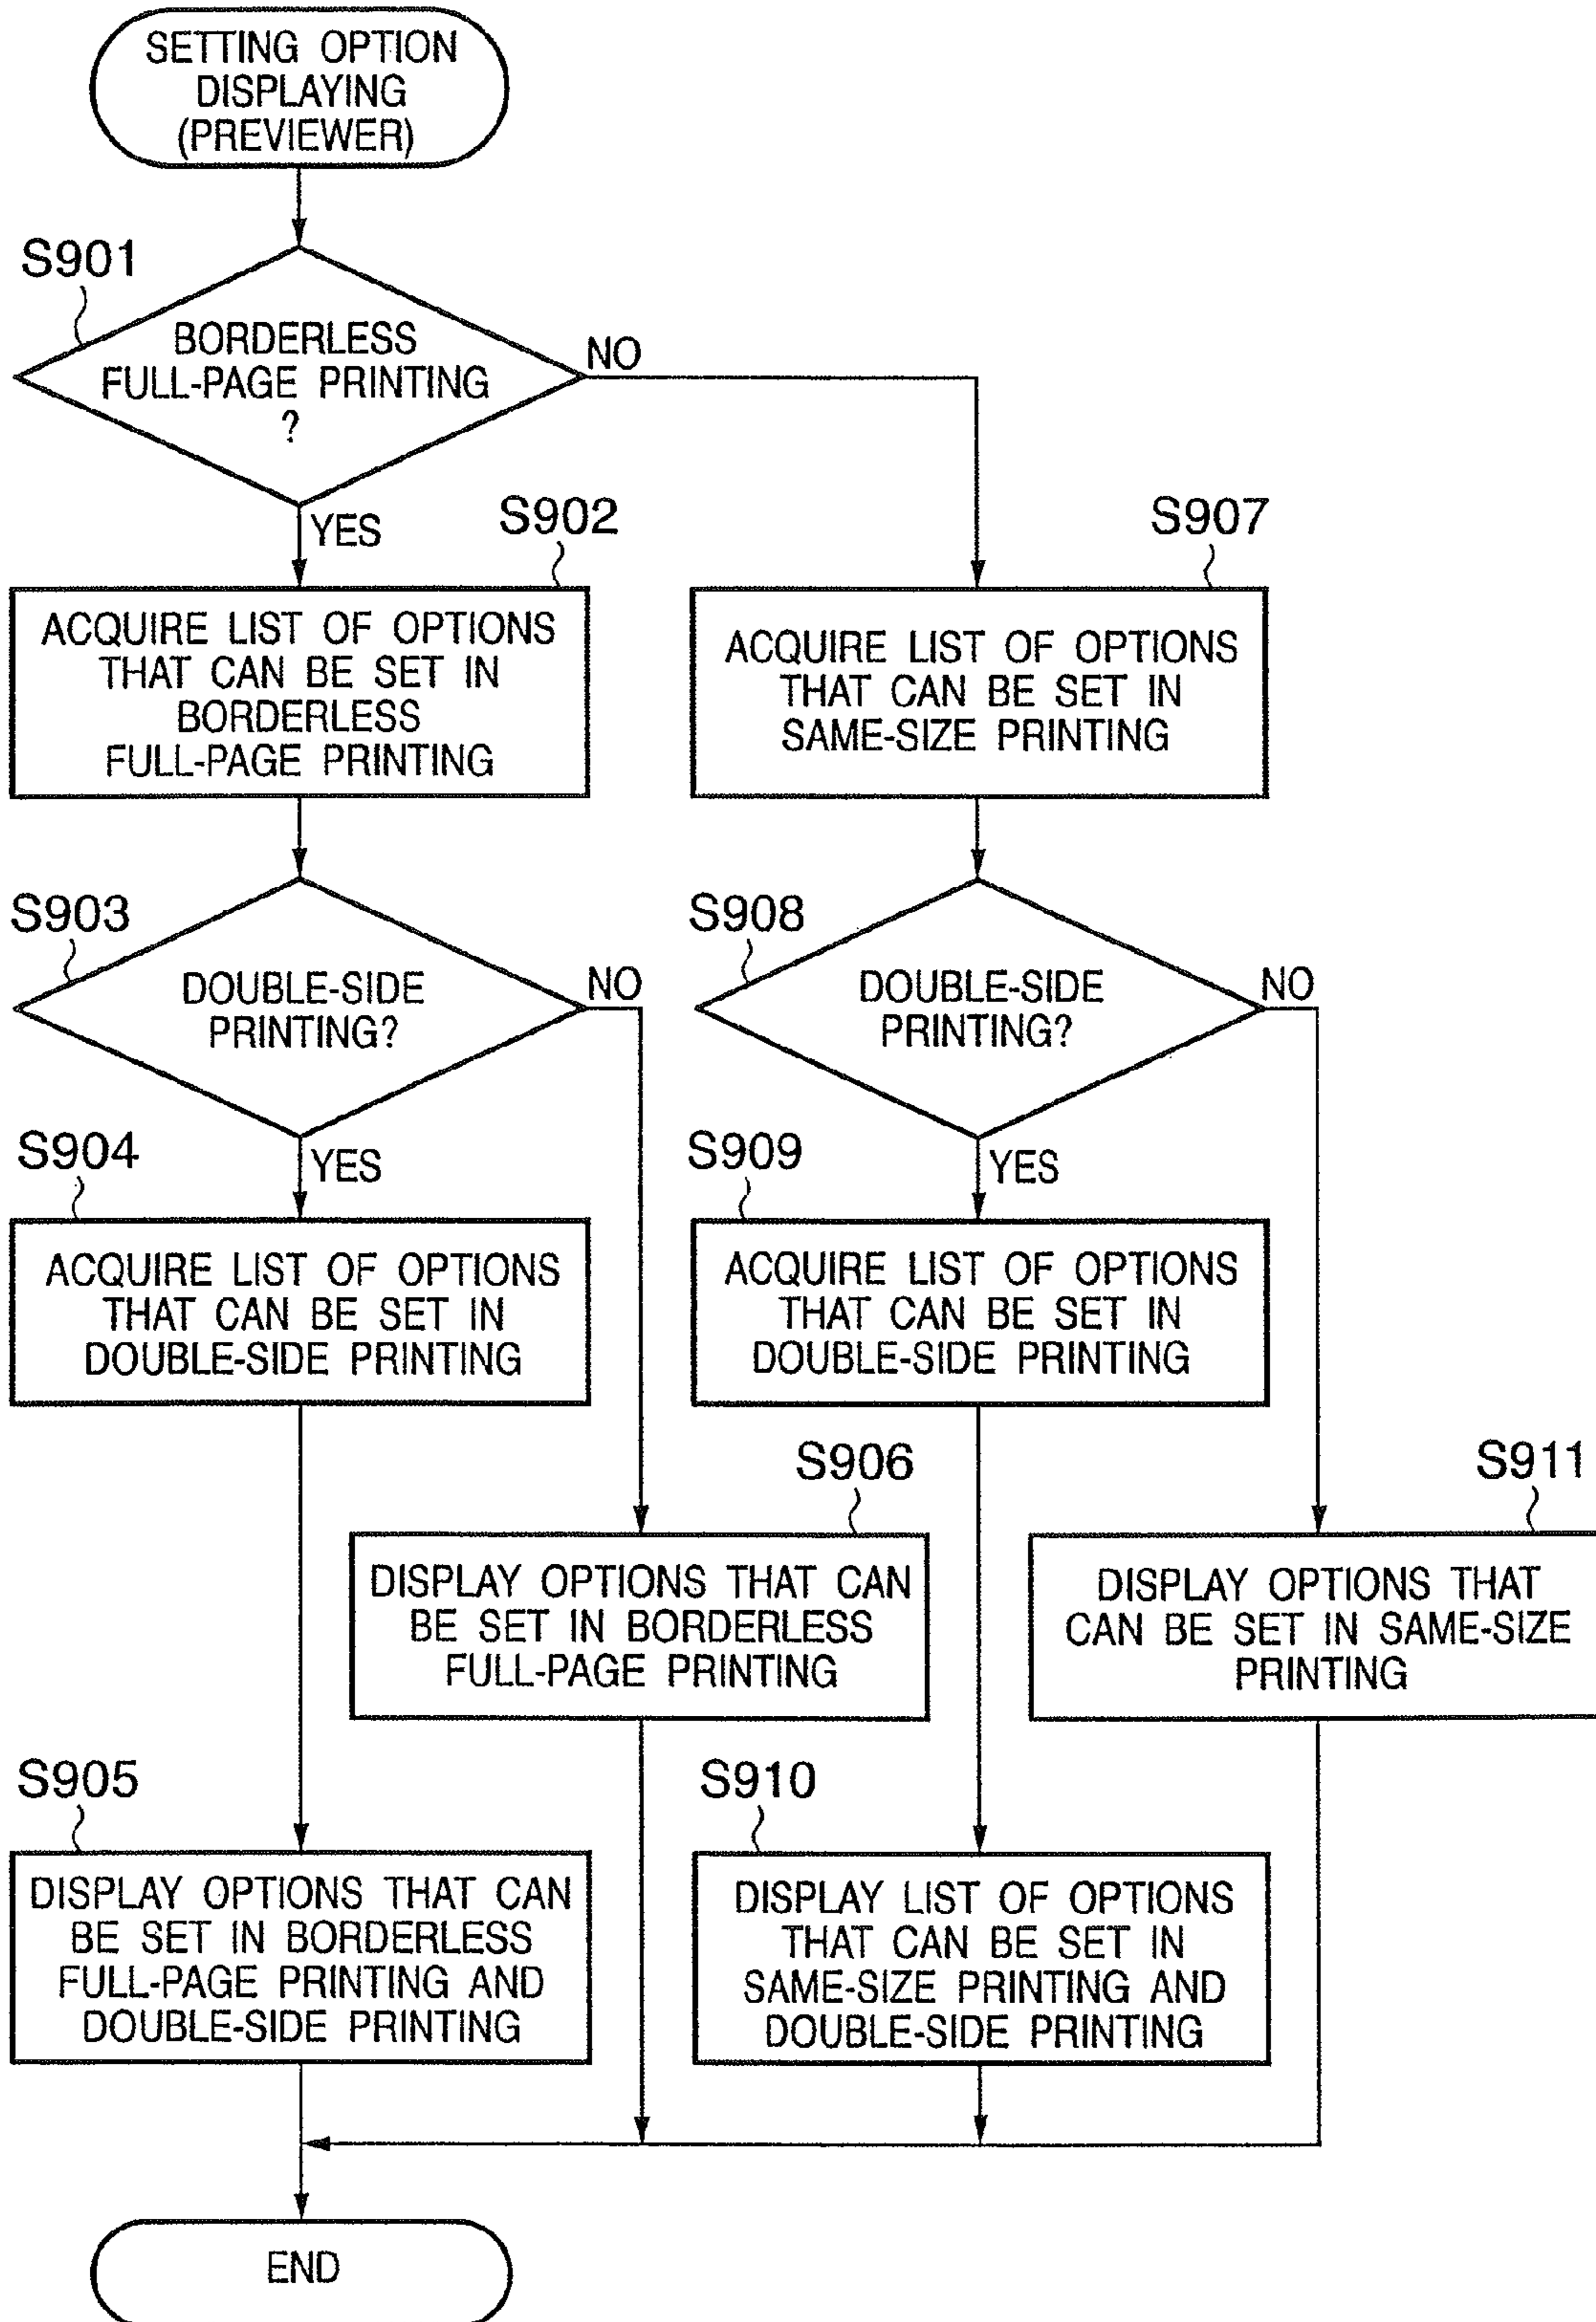 SETTING OPTION
DISPLAYING
(PREVIEWER)
S901
BORDERLESS
FULL-PAGE PRINTING
?
NO
YES
S902
ACQUIRE LIST OF OPTIONS
THAT CAN BE SET IN
BORDERLESS
FULL-PAGE PRINTING
S907
ACQUIRE LIST OF OPTIONS
THAT CAN BE SET IN
SAME-SIZE PRINTING
S903
DOUBLE-SIDE
PRINTING?
NO
YES
S908
DOUBLE-SIDE
PRINTING?
NO
YES
S904
ACQUIRE LIST OF OPTIONS
THAT CAN BE SET IN
DOUBLE-SIDE PRINTING
S909
ACQUIRE LIST OF OPTIONS
THAT CAN BE SET IN
DOUBLE-SIDE PRINTING
S906
DISPLAY OPTIONS THAT CAN
BE SET IN BORDERLESS
FULL-PAGE PRINTING
S911
DISPLAY OPTIONS THAT
CAN BE SET IN SAME-SIZE
PRINTING
S905
DISPLAY OPTIONS THAT CAN
BE SET IN BORDERLESS
FULL-PAGE PRINTING AND
DOUBLE-SIDE PRINTING
S910
DISPLAY LIST OF OPTIONS
THAT CAN BE SET IN
SAME-SIZE PRINTING AND
DOUBLE-SIDE PRINTING
END